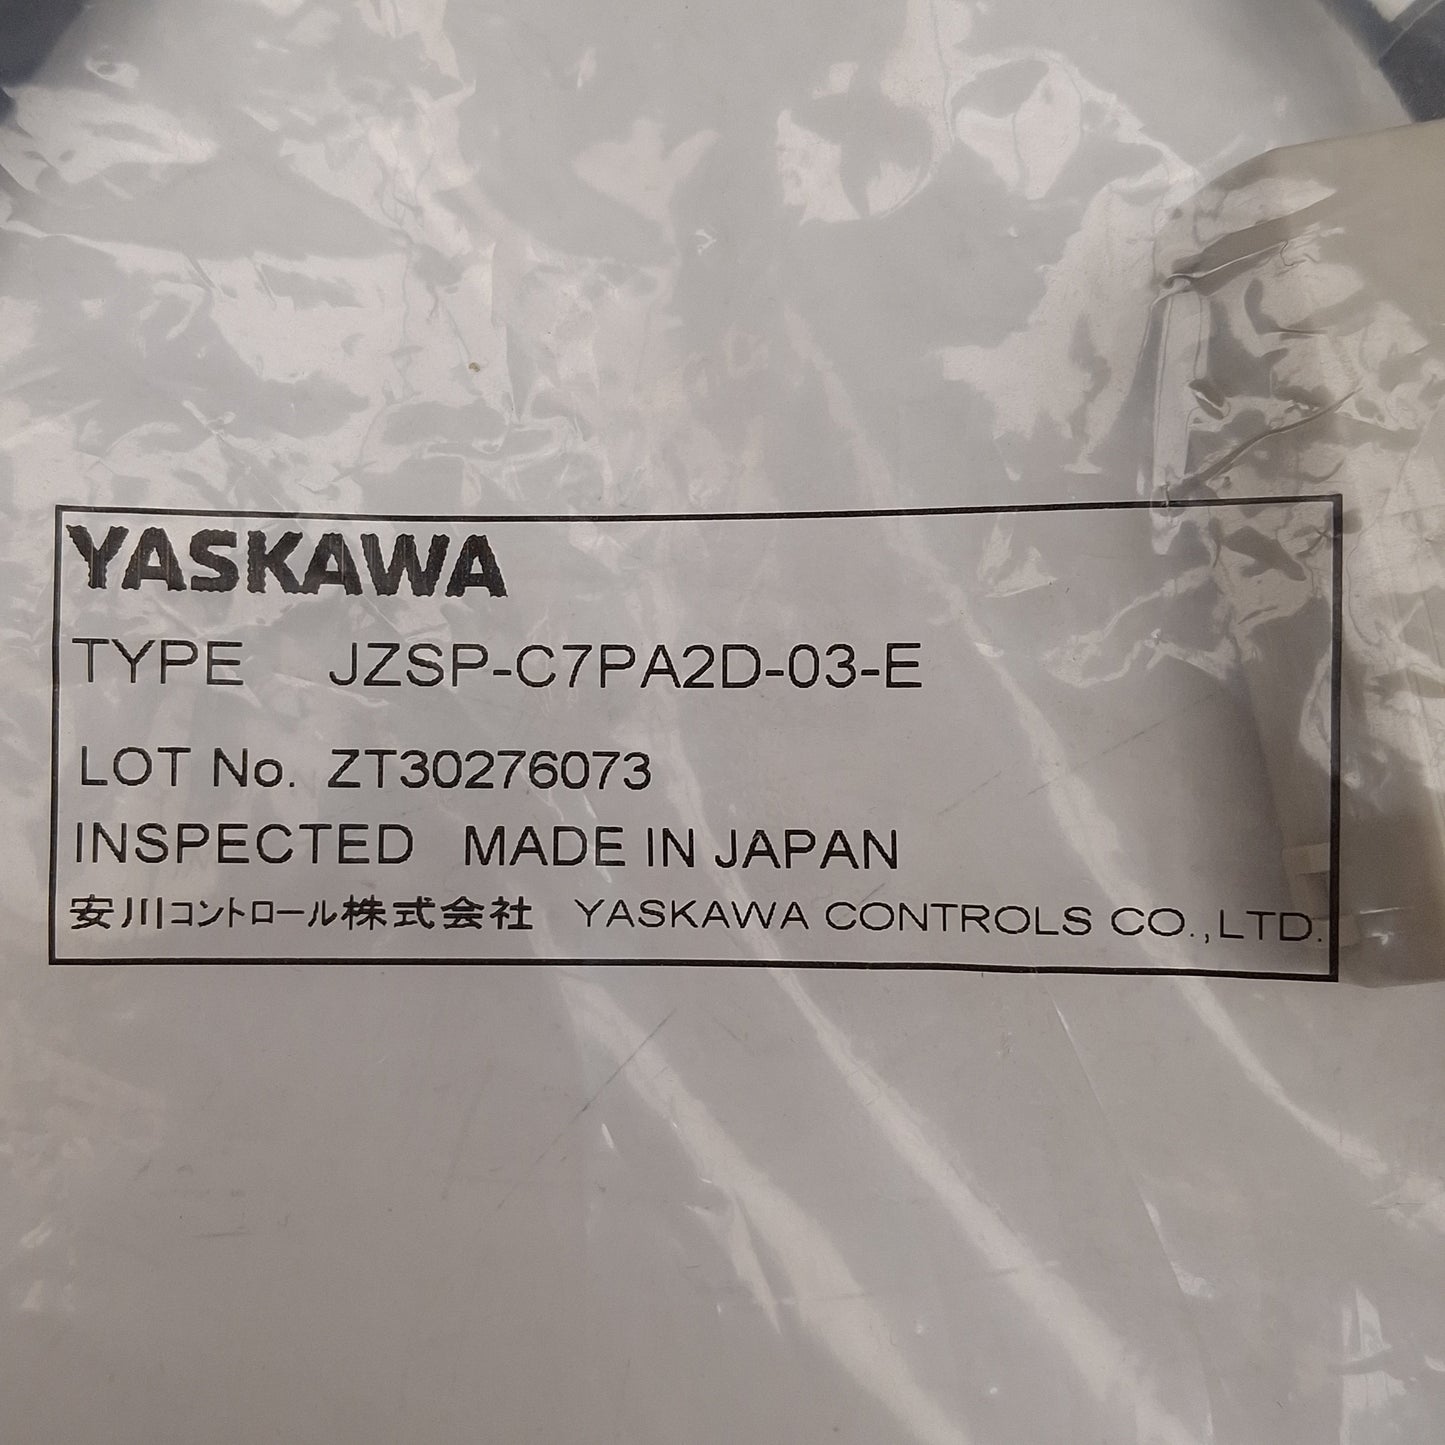 YASKAWA
TYPE JZSP-C7PA2D-03-E
LOT No. ZT30276073
INSPECTED MADE IN JAPAN
安川コントロール株式会社 YASKAWA CONTROLS CO.,LTD.